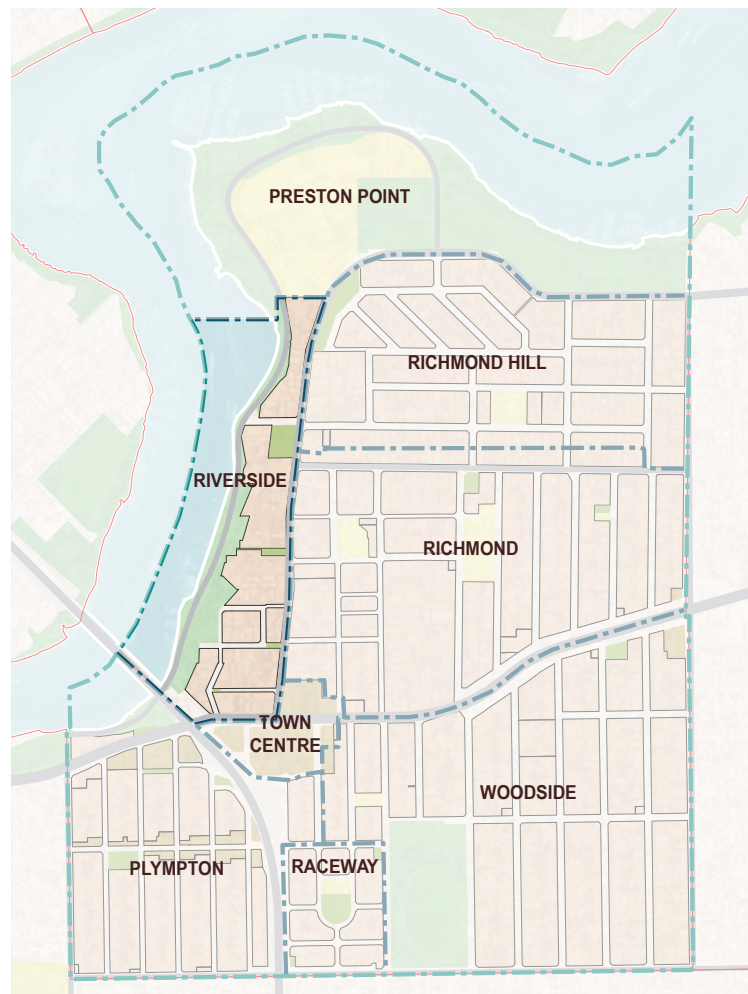 PRESTON POINT
RICHMOND HILL
RIVERSIDE
RICHMOND
TOWN
CENTRE
WOODSIDE
PLYMPTON
RACEWAY